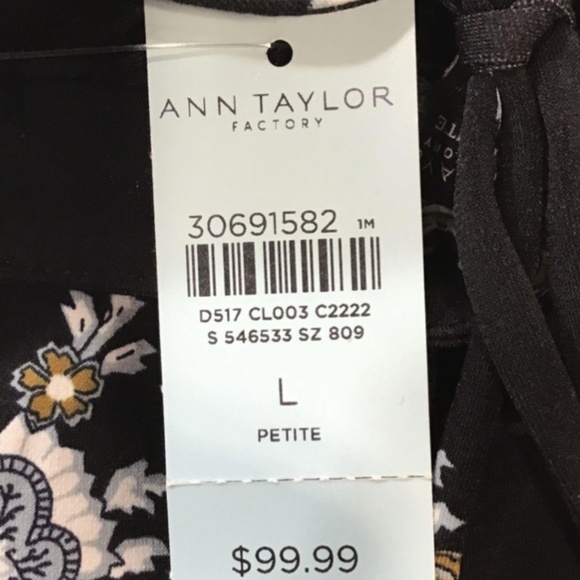 ANN TAYLOR
FACTORY
30691582 1M
D517 CL003 C2222
S 546533 SZ 809
L
PETITE
$99.99